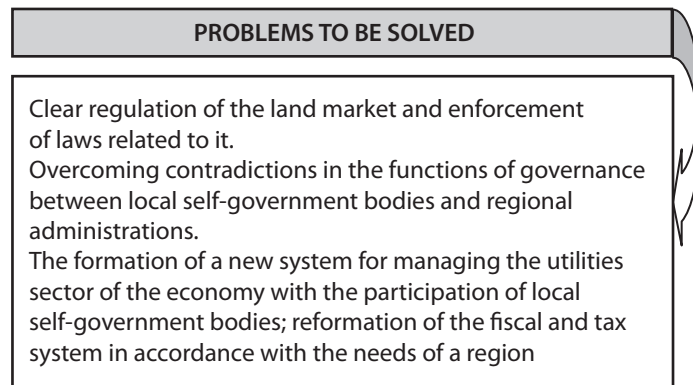 PROBLEMS TO BE SOLVED
Clear regulation of the land market and enforcement
of laws related to it.
Overcoming contradictions in the functions of governance
between local self-government bodies and regional
administrations.
The formation of a new system for managing the utilities
sector of the economy with the participation of local
self-government bodies; reformation of the fiscal and tax
system in accordance with the needs of a region